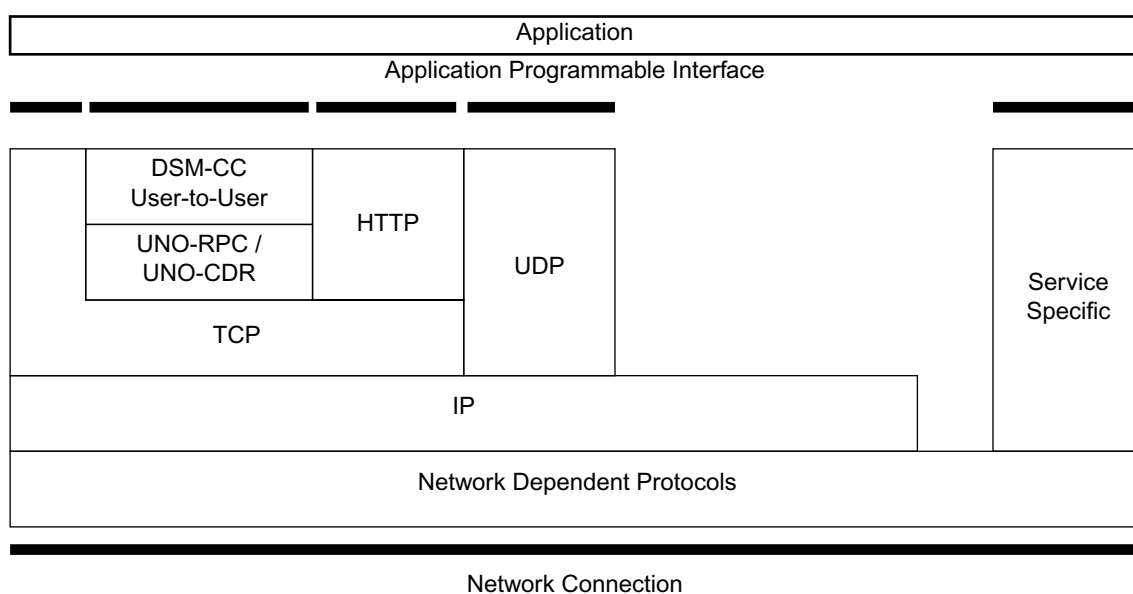 Application
Application Programmable Interface
DSM-CC
User-to-User
UNO-RPC /
UNO-CDR
HTTP
UDP
Service
Specific
TCP
IP
Network Dependent Protocols
Network Connection